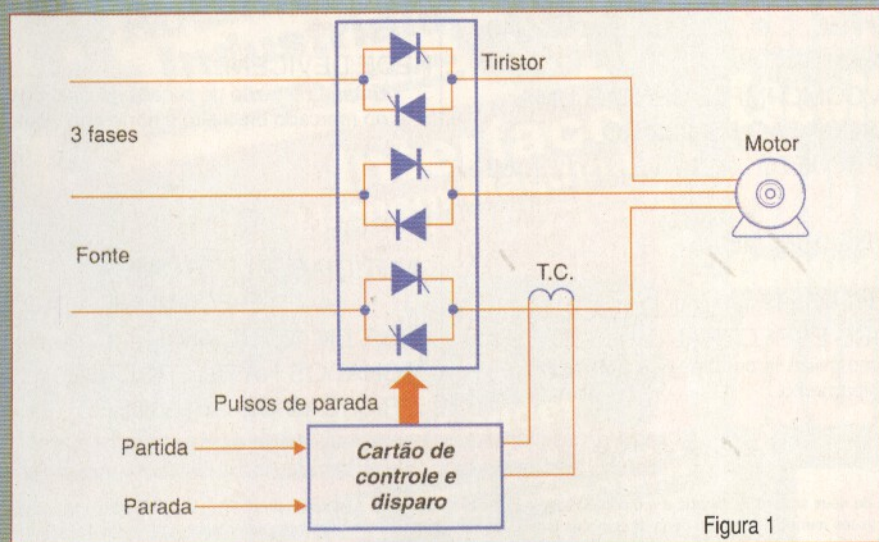 Tiristor
3 fases
Motor
Fonte
T.C.
Pulsos de parada
Partida
Cartão de
controle e
disparo
Parada
Figura 1